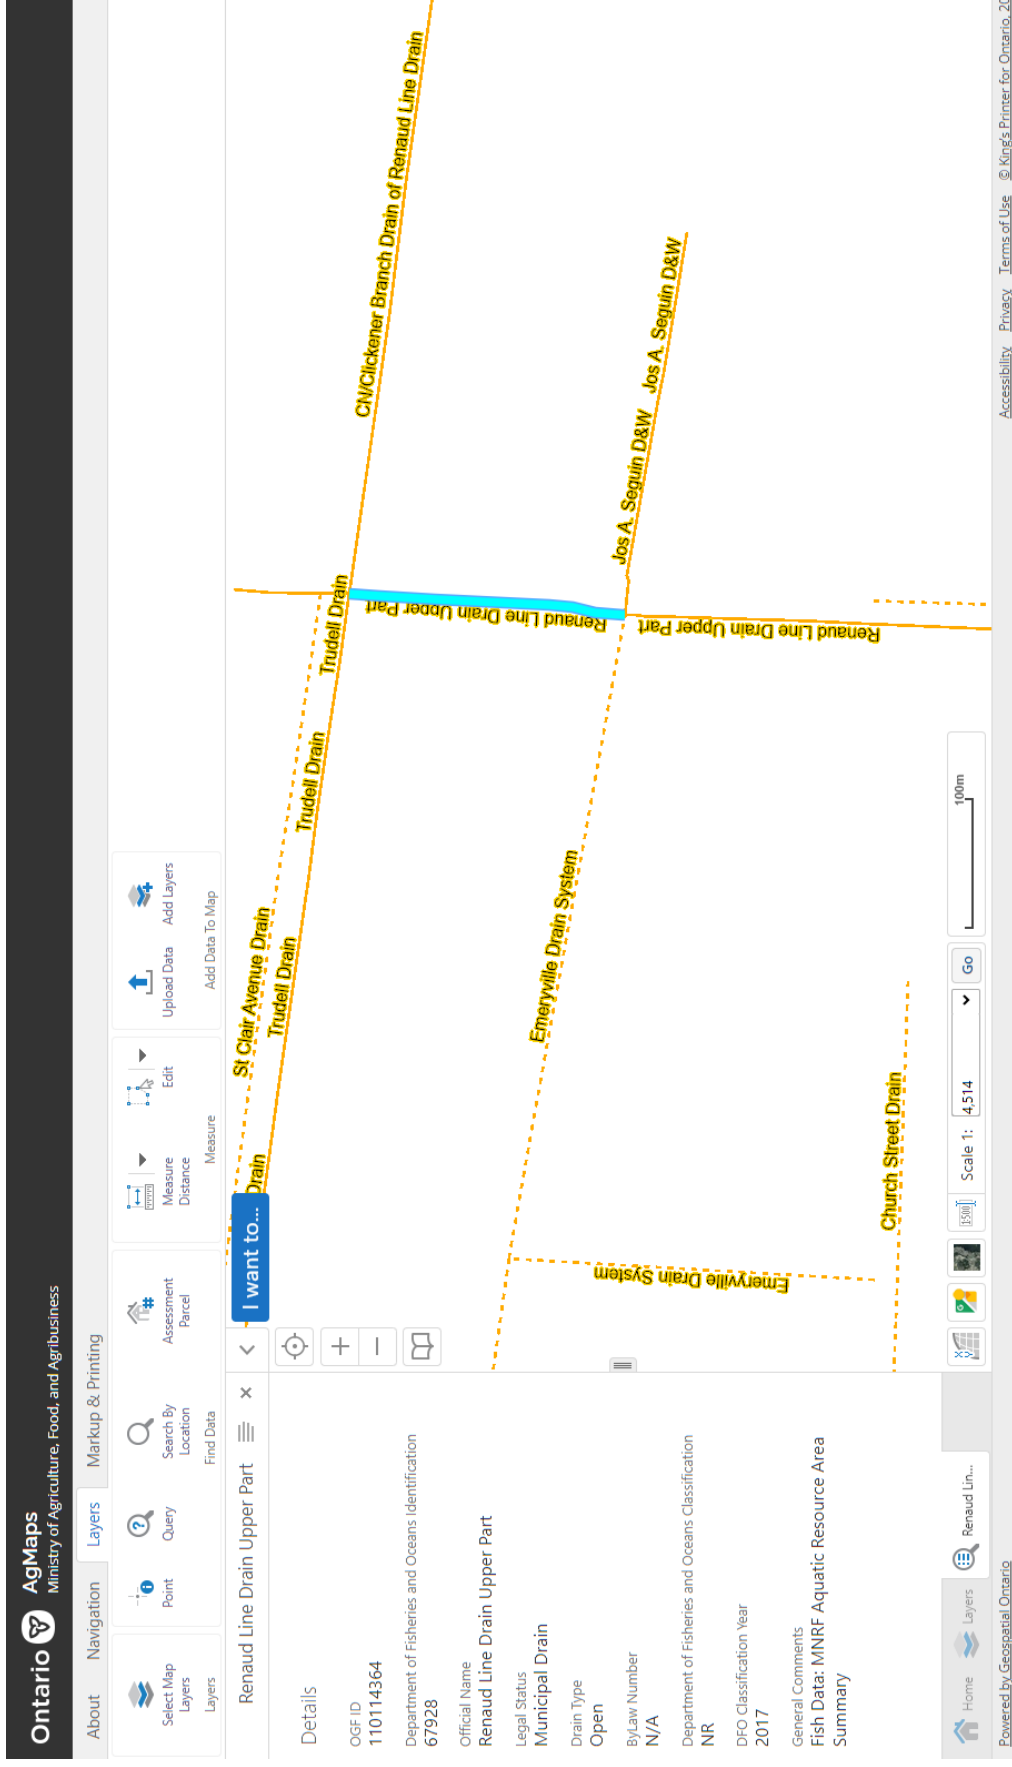 Ontario
AgMaps
Ministry of Agriculture, Food, and Agribusiness
About
Navigation
Layers
Markup & Printing
Select Map
Layers
Layers
Point
Query
Search By
Location
Assessment
Parcel
Find Data
Measure
Distance
Edit
Measure
Upload Data
Add Layers
Add Data To Map
Renaud Line Drain Upper Part
Details
OGF ID
110114364
Department of Fisheries and Oceans Identification
67928
Official Name
Renaud Line Drain Upper Part
Legal Status
Municipal Drain
Drain Type
Open
ByLaw Number
N/A
Department of Fisheries and Oceans Classification
NR
DFO Classification Year
2017
General Comments
Fish Data: MNRF Aquatic Resource Area
Summary
Home
Layers
Renaud Lin...
I want to...
Drain
St Clair Avenue Drain
Trudell Drain
Trudell Drain
Trudell Drain
CN/Clickener Branch Drain of Renaud Line Drain
Renaud Line Drain Upper Part
Renaud Line Drain Upper Part
Jos A. Seguin D&W
Jos A. Seguin D&W
Emeryville Drain System
Emeryville Drain System
Church Street Drain
1:500
Scale 1:
4,514
Go
100m
Powered by Geospatial Ontario
Accessibility
Privacy
Terms of Use
© King's Printer for Ontario, 20